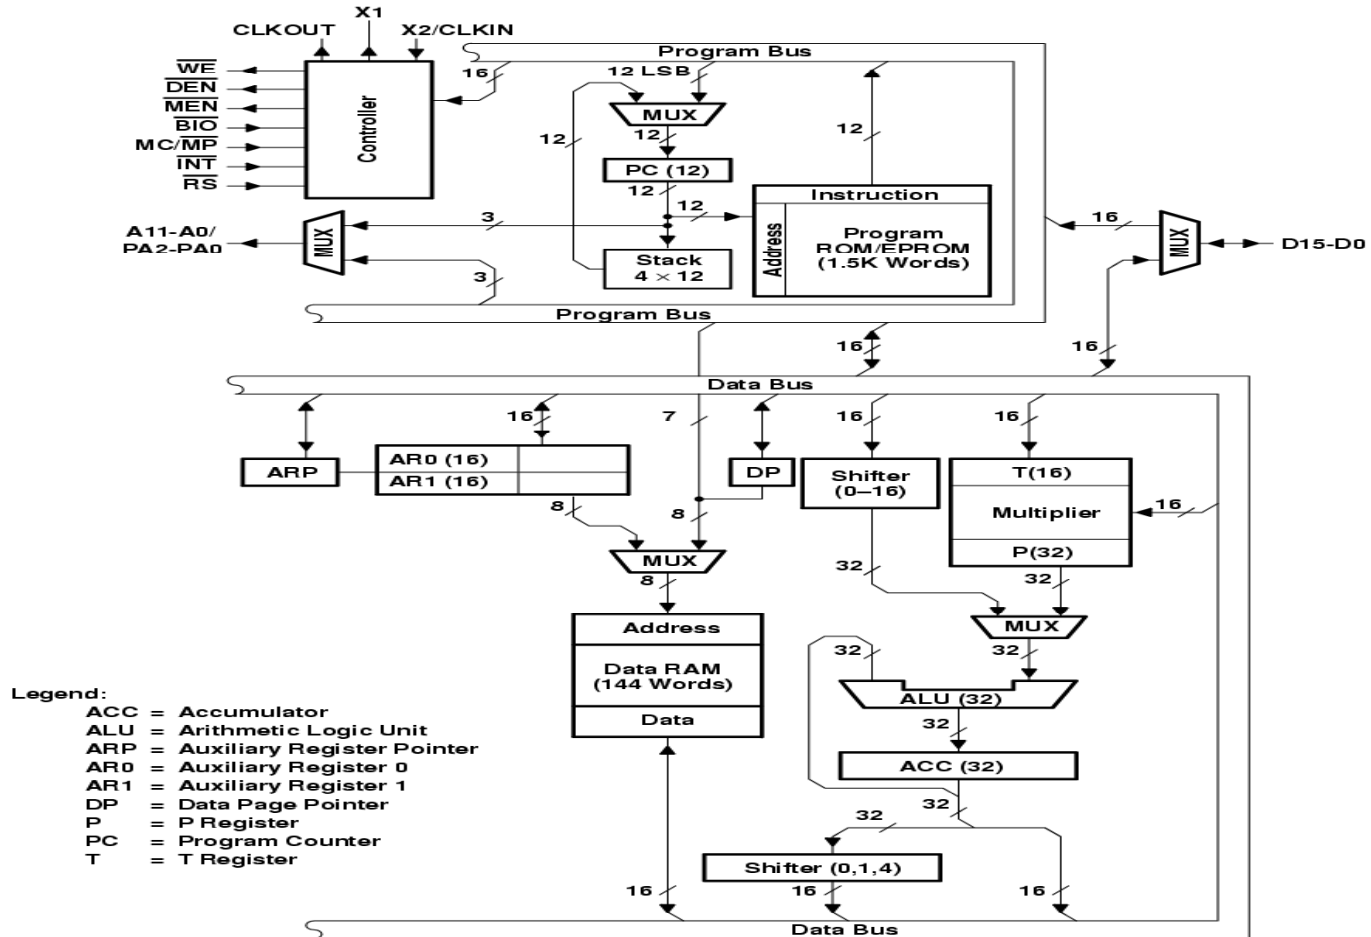 X1
CLKOUT
X2/CLKIN
WE
DEN
MEN
BIO
MC/MP
INT
RS
Controller
16
Program Bus
12 LSB
MUX
12
12
PC (12)
12
12
Stack
4 × 12
12
Instruction
Address
Program
ROM/EPROM
(1.5K Words)
A11-A0/
PA2-PA0
MUX
3
3
16
MUX
D15-D0
Program Bus
16
16
Data Bus
16
7
16
16
ARP
AR0 (16)
AR1 (16)
DP
Shifter
(0–16)
T(16)
Multiplier
P(32)
16
8
8
MUX
8
32
32
MUX
Address
Data RAM
(144 Words)
Data
32
32
ALU (32)
32
ACC (32)
32
32
Shifter (0,1,4)
16
16
16
Data Bus
Legend:
ACC = Accumulator
ALU = Arithmetic Logic Unit
ARP = Auxiliary Register Pointer
AR0 = Auxiliary Register 0
AR1 = Auxiliary Register 1
DP = Data Page Pointer
P = P Register
PC = Program Counter
T = T Register